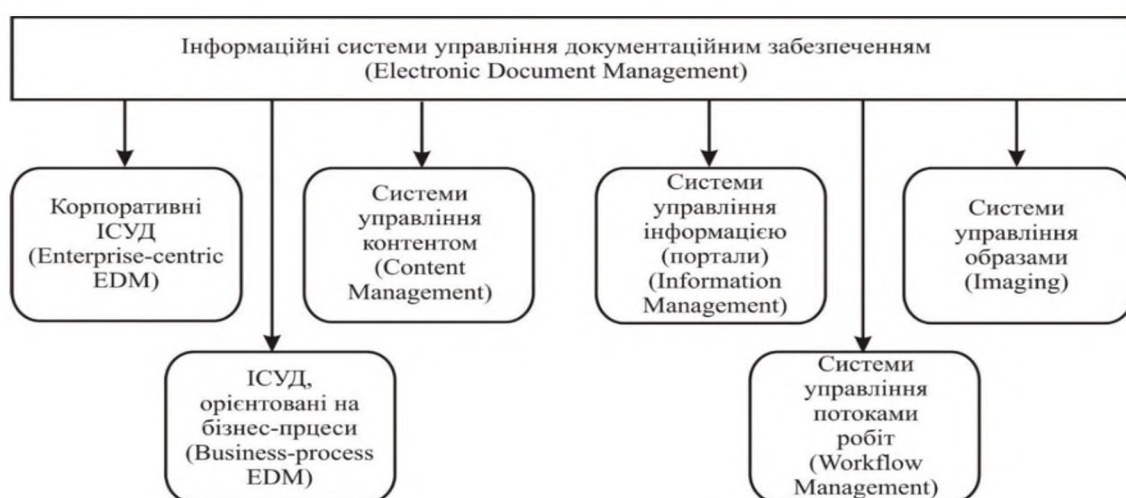 Інформаційні системи управління документаційним забезпеченням
(Electronic Document Management)
Корпоративні
ІСУД
(Enterprise-centric
EDM)
Системи
управління
контентом
(Content
Management)
Системи
управління
інформацією
(портали)
(Information
Management)
Системи
управління
образами
(Imaging)
ІСУД,
орієнтовані на
бізнес-прцеси
(Business-process
EDM)
Системи
управління
потоками
робіт
(Workflow
Management)